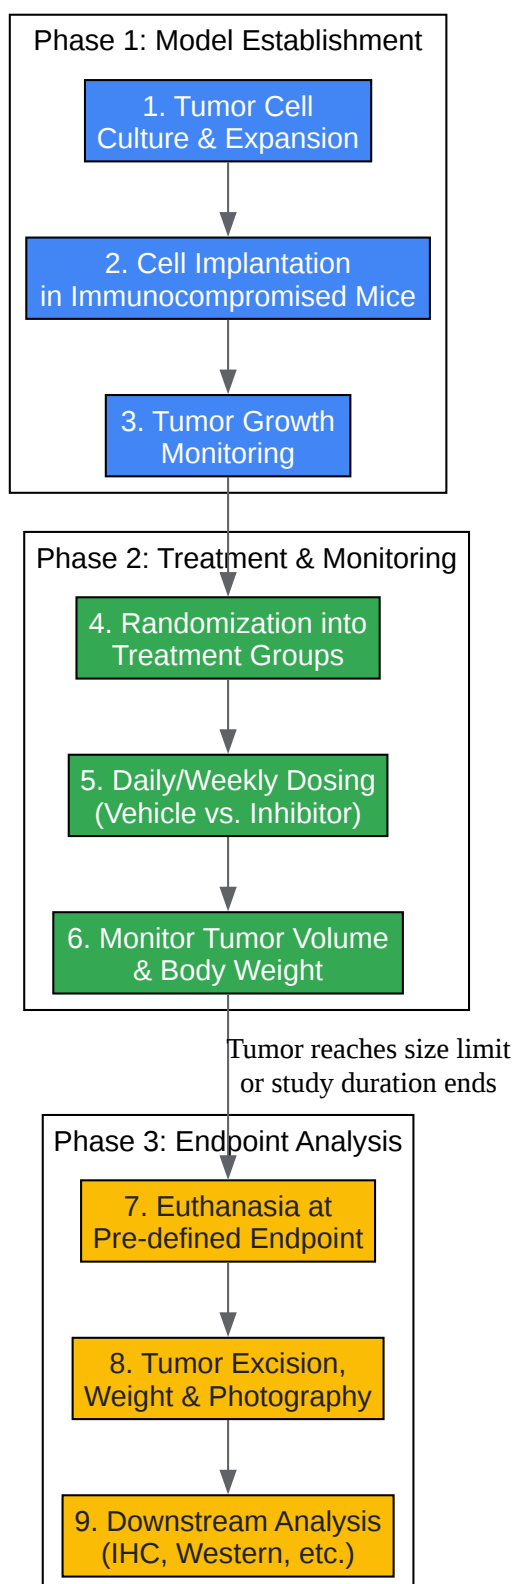 Phase 1: Model Establishment
1. Tumor Cell
Culture & Expansion
2. Cell Implantation
in Immunocompromised Mice
3. Tumor Growth
Monitoring
Phase 2: Treatment & Monitoring
4. Randomization into
Treatment Groups
5. Daily/Weekly Dosing
(Vehicle vs. Inhibitor)
6. Monitor Tumor Volume
& Body Weight
Tumor reaches size limit
or study duration ends
Phase 3: Endpoint Analysis
7. Euthanasia at
Pre-defined Endpoint
8. Tumor Excision,
Weight & Photography
9. Downstream Analysis
(IHC, Western, etc.)